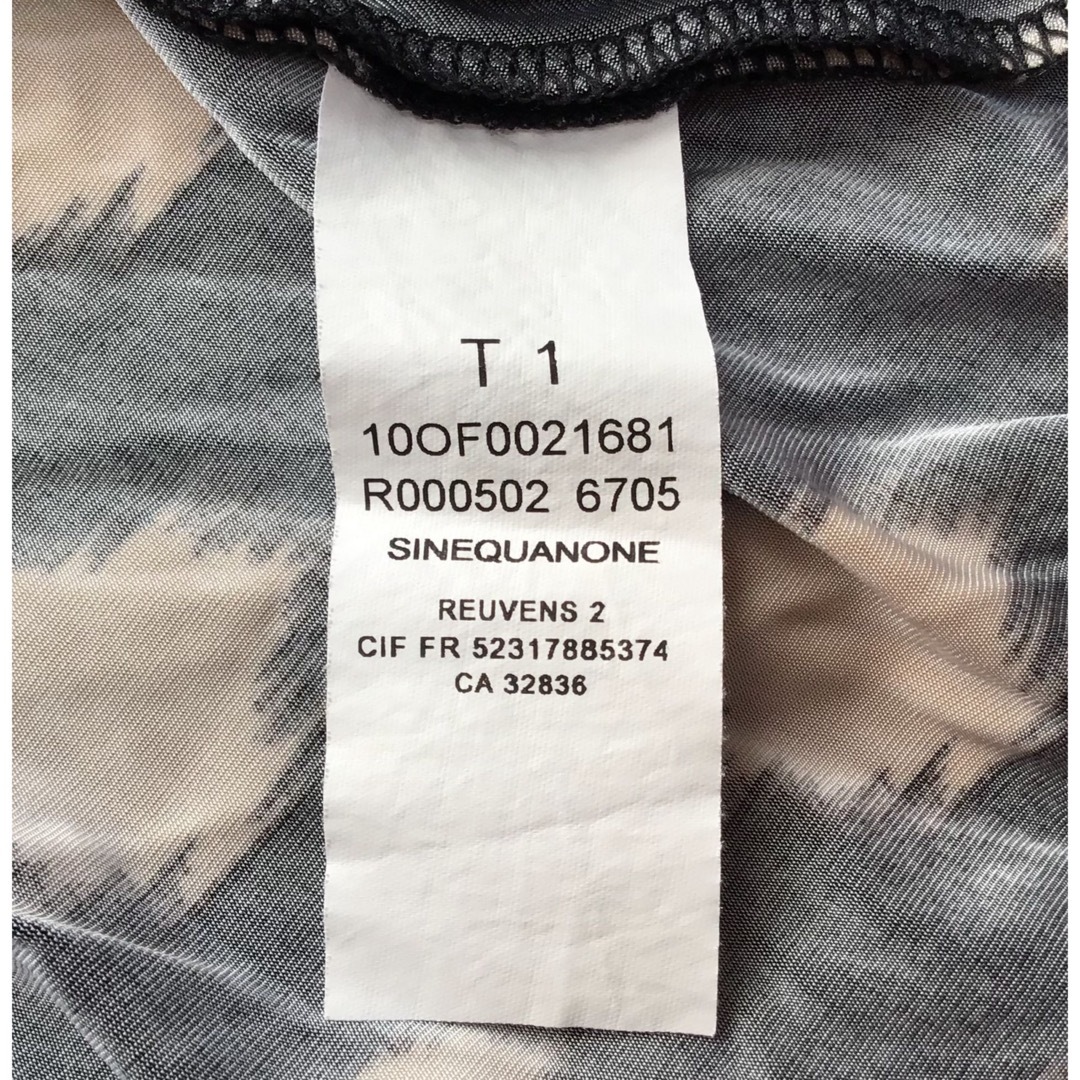 T 1
10OF0021681
R000502 6705
SINEQUANONE
REUVENS 2
CIF FR 52317885374
CA 32836